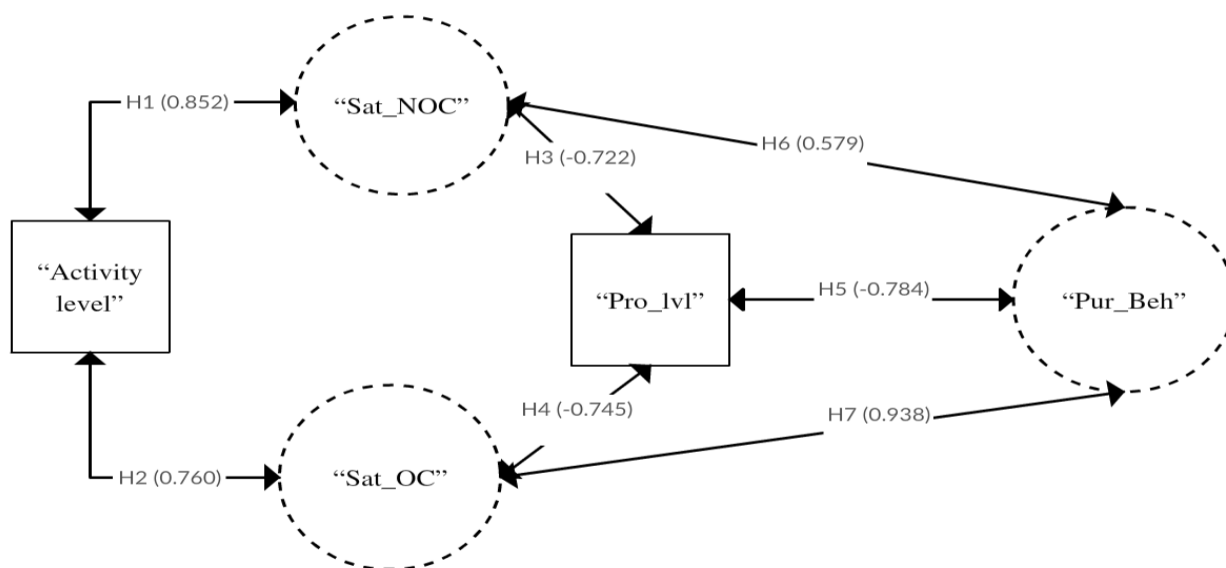 “Sat_NOC”
H1 (0.852)
H6 (0.579)
H3 (-0.722)
“Activity
level”
“Pro_lvl”
H5 (-0.784)
“Pur_Beh”
H4 (-0.745)
H7 (0.938)
H2 (0.760)
“Sat_OC”